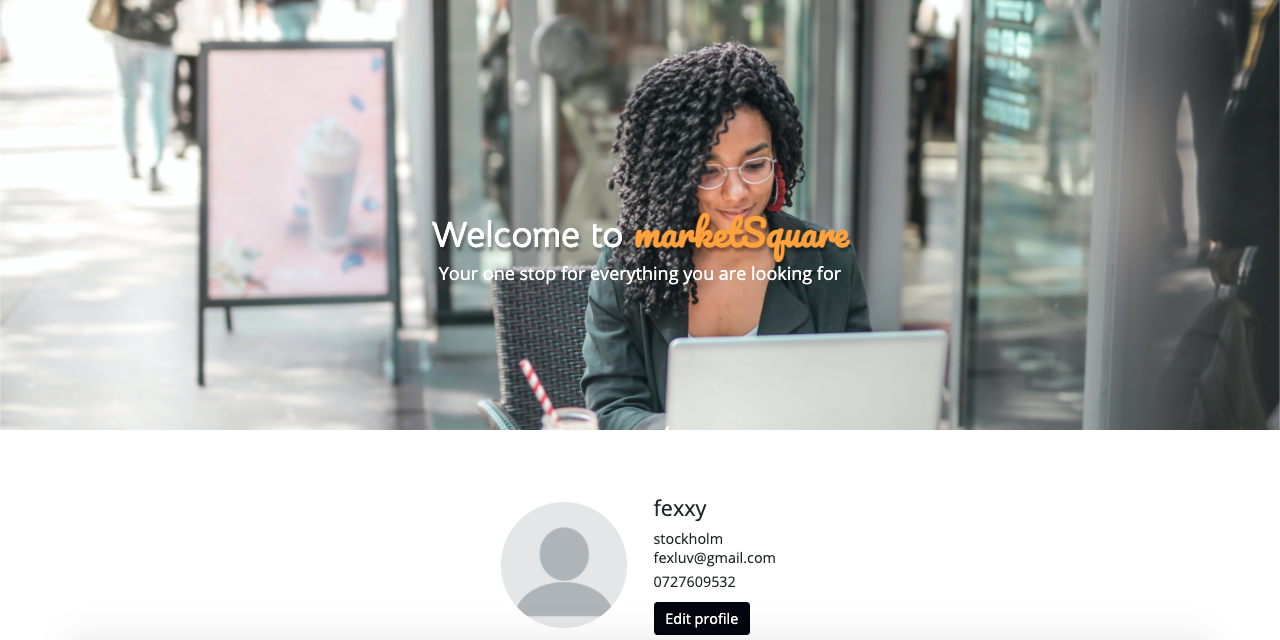 Welcome to marketSquare
Your one stop for everything you are looking for
fexxy
stockholm
fexluv@gmail.com
0727609532
Edit profile